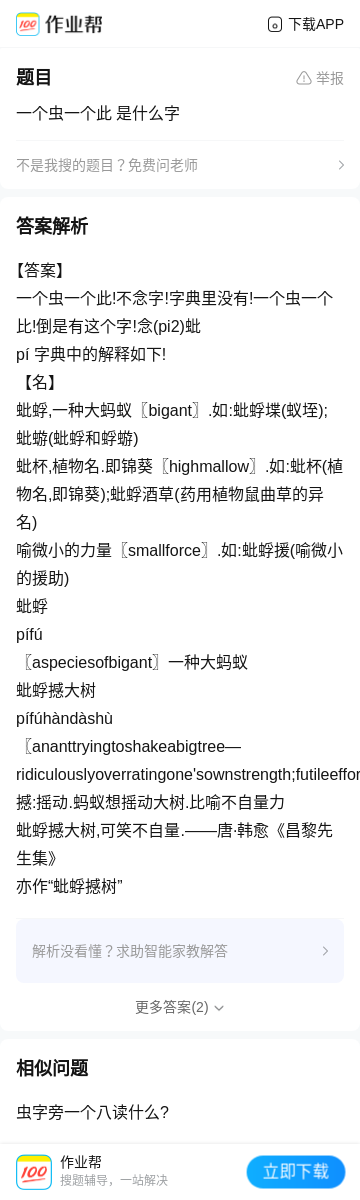 作业帮
下载APP
题目
举报
一个虫一个此 是什么字
不是我搜的题目？免费问老师
答案解析
【答案】
一个虫一个此!不念字!字典里没有!一个虫一个
比!倒是有这个字!念(pi2)蚍
pí 字典中的解释如下!
【名】
蚍蜉,一种大蚂蚁〖bigant〗.如:蚍蜉堞(蚁垤);
蚍蝣(蚍蜉和蜉蝣)
蚍杯,植物名.即锦葵〖highmallow〗.如:蚍杯(植
物名,即锦葵);蚍蜉酒草(药用植物鼠曲草的异
名)
喻微小的力量〖smallforce〗.如:蚍蜉援(喻微小
的援助)
蚍蜉
pífú
〖aspeciesofbigant〗一种大蚂蚁
蚍蜉撼大树
pífúhàndàshù
〖ananttryingtoshakeabigtree—
ridiculouslyoverratingone'sownstrength;futileeffor
撼:摇动.蚂蚁想摇动大树.比喻不自量力
蚍蜉撼大树,可笑不自量.——唐·韩愈《昌黎先
生集》
亦作“蚍蜉撼树”
解析没看懂？求助智能家教解答
更多答案(2)
相似问题
虫字旁一个八读什么?
作业帮
搜题辅导，一站解决
立即下载